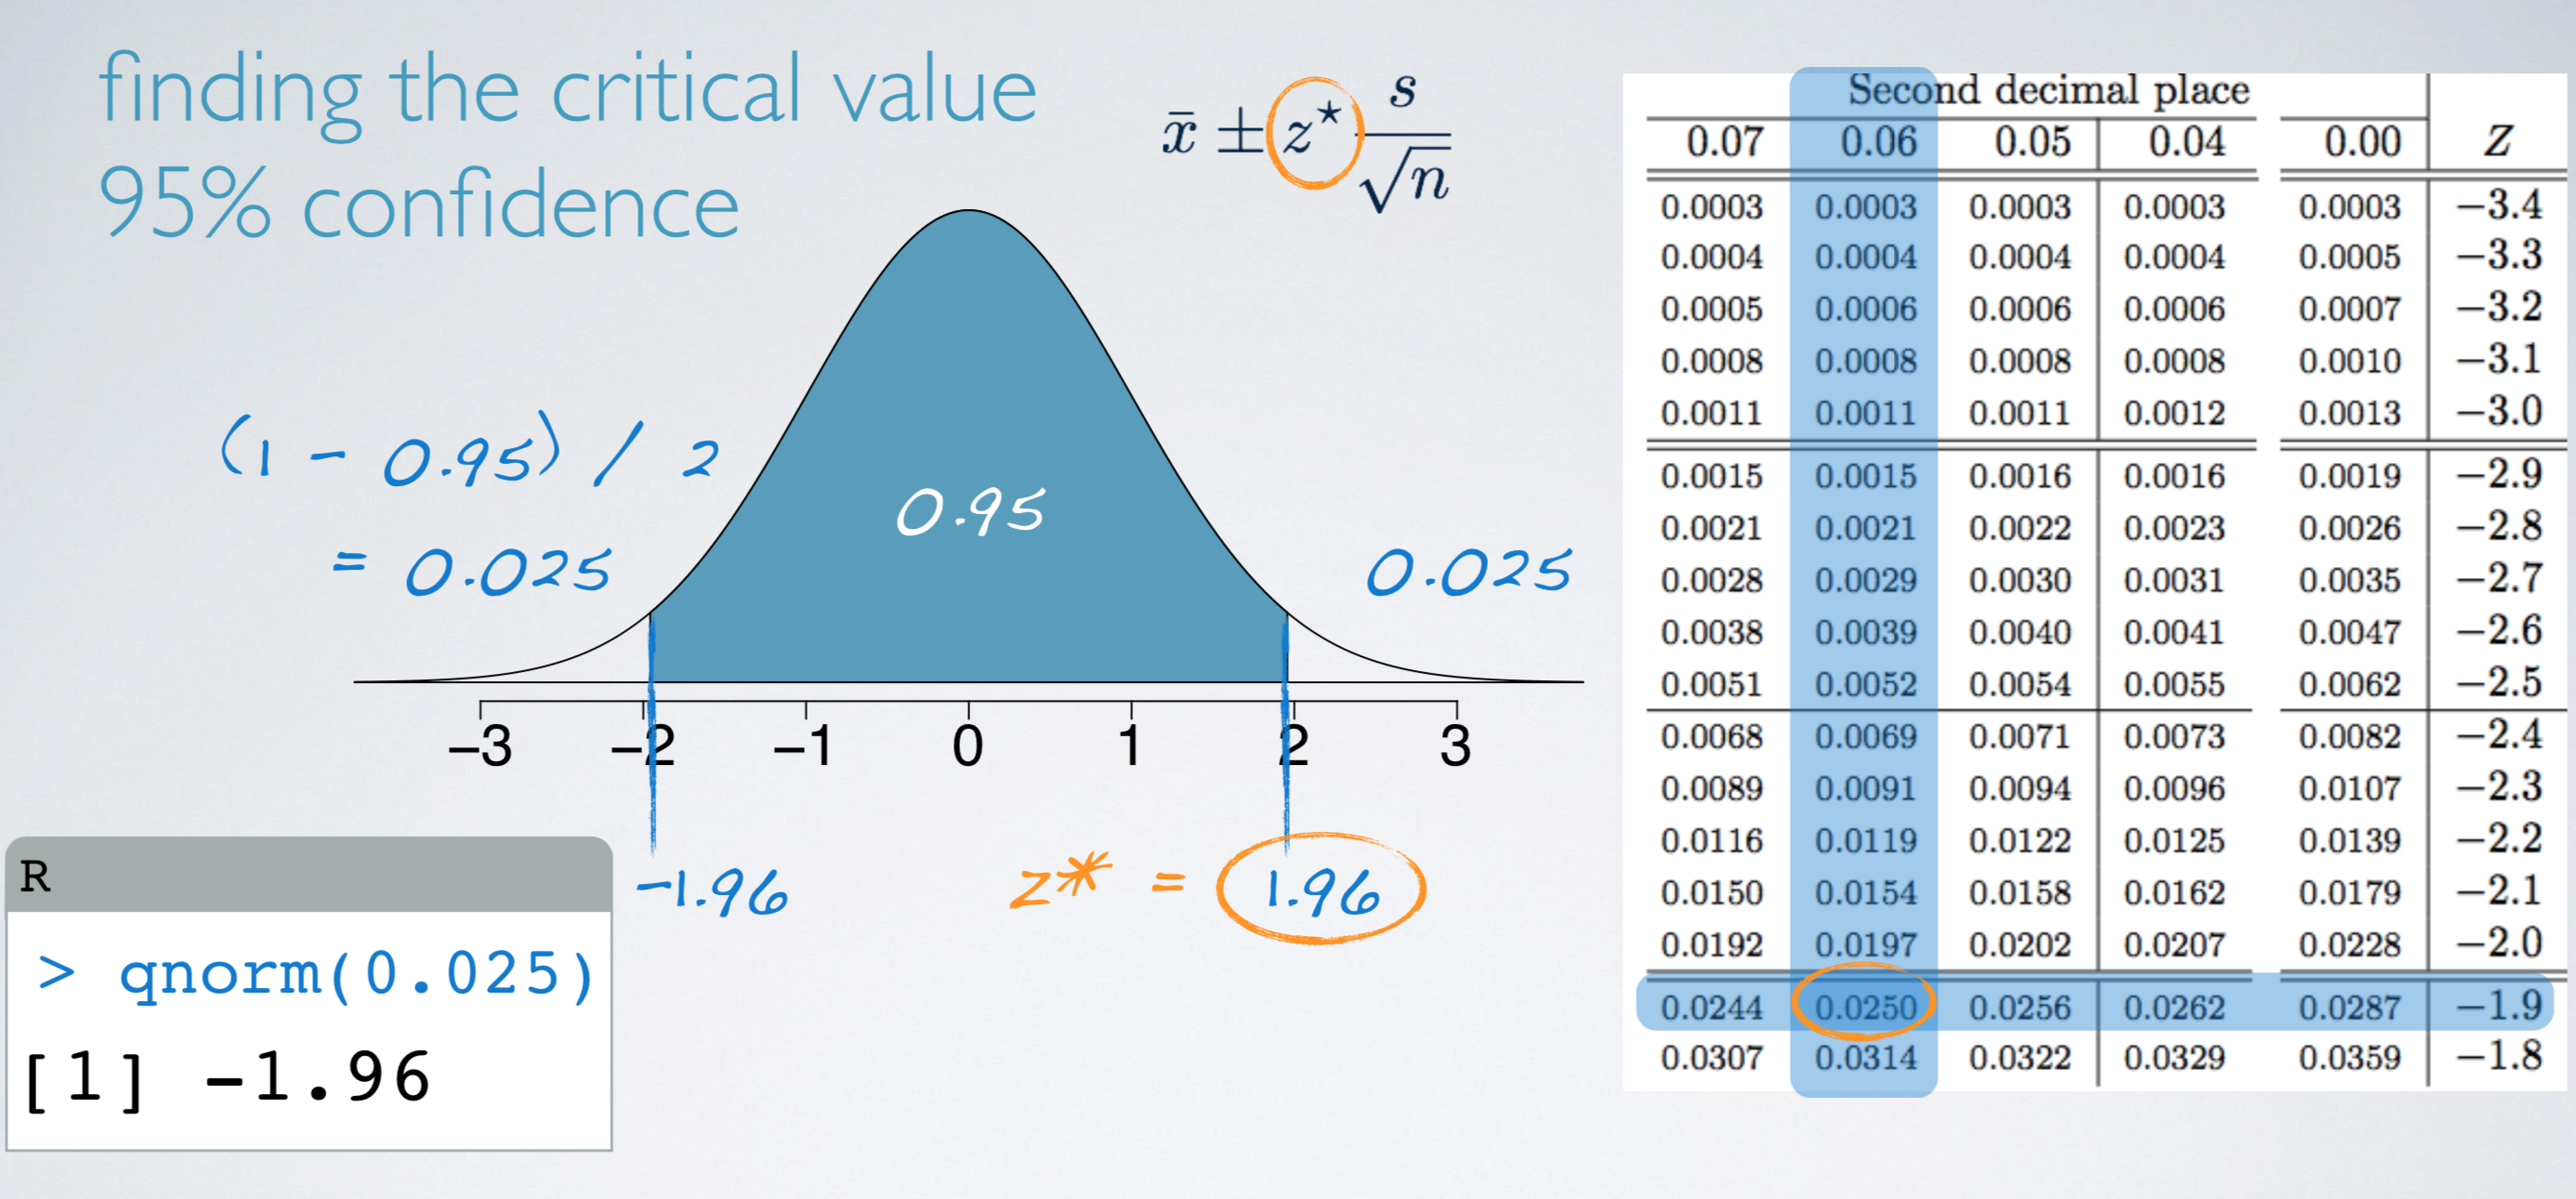 finding the critical value
95% confidence
x̄ ± z⋆ s/√n
(1 - 0.95) / 2
= 0.025
0.95
0.025
−3 −2 −1 0 1 2 3
-1.96
z* = 1.96
R
> qnorm(0.025)
[1] -1.96
Second decimal place
0.07 0.06 0.05 0.04 0.00 Z
0.0003 0.0003 0.0003 0.0003 0.0003 −3.4
0.0004 0.0004 0.0004 0.0004 0.0005 −3.3
0.0005 0.0006 0.0006 0.0006 0.0007 −3.2
0.0008 0.0008 0.0008 0.0008 0.0010 −3.1
0.0011 0.0011 0.0011 0.0012 0.0013 −3.0
0.0015 0.0015 0.0016 0.0016 0.0019 −2.9
0.0021 0.0021 0.0022 0.0023 0.0026 −2.8
0.0028 0.0029 0.0030 0.0031 0.0035 −2.7
0.0038 0.0039 0.0040 0.0041 0.0047 −2.6
0.0051 0.0052 0.0054 0.0055 0.0062 −2.5
0.0068 0.0069 0.0071 0.0073 0.0082 −2.4
0.0089 0.0091 0.0094 0.0096 0.0107 −2.3
0.0116 0.0119 0.0122 0.0125 0.0139 −2.2
0.0150 0.0154 0.0158 0.0162 0.0179 −2.1
0.0192 0.0197 0.0202 0.0207 0.0228 −2.0
0.0244 0.0250 0.0256 0.0262 0.0287 −1.9
0.0307 0.0314 0.0322 0.0329 0.0359 −1.8